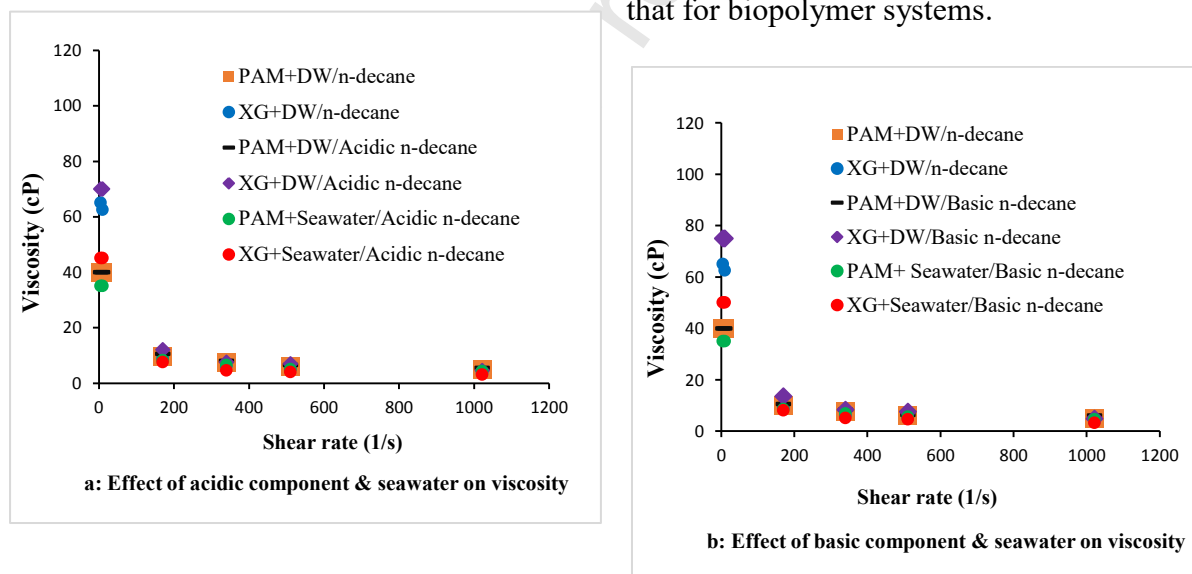 that for biopolymer systems.
120
100
80
60
40
20
0
Viscosity (cP)
PAM+DW/n-decane
XG+DW/n-decane
PAM+DW/Acidic n-decane
XG+DW/Acidic n-decane
PAM+Seawater/Acidic n-decane
XG+Seawater/Acidic n-decane
0 200 400 600 800 1000 1200
Shear rate (1/s)
a: Effect of acidic component & seawater on viscosity
120
100
80
60
40
20
0
Viscosity (cP)
PAM+DW/n-decane
XG+DW/n-decane
PAM+DW/Basic n-decane
XG+DW/Basic n-decane
PAM+ Seawater/Basic n-decane
XG+Seawater/Basic n-decane
0 200 400 600 800 1000 1200
Shear rate (1/s)
b: Effect of basic component & seawater on viscosity